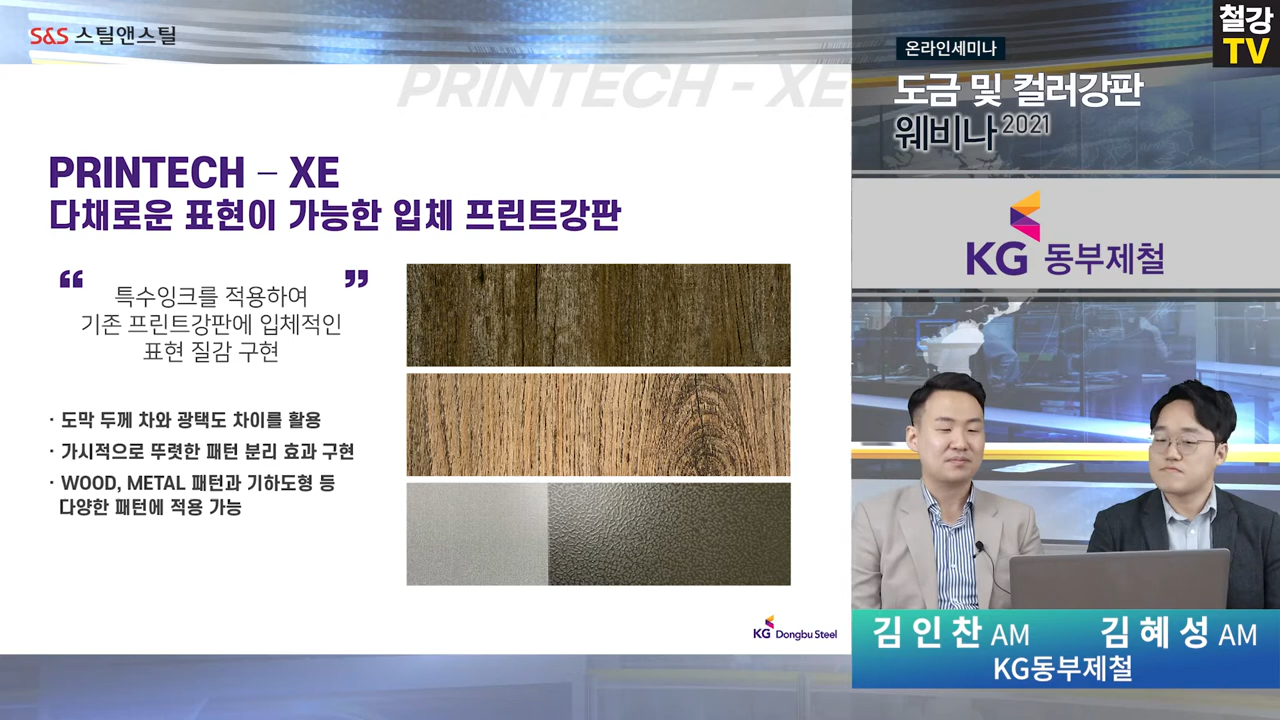 S&S 스틸앤스틸
PRINTECH - XE
PRINTECH – XE
다채로운 표현이 가능한 입체 프린트강판
“ ”
특수잉크를 적용하여
기존 프린트강판에 입체적인
표현 질감 구현
· 도막 두께 차와 광택도 차이를 활용
· 가시적으로 뚜렷한 패턴 분리 효과 구현
· WOOD, METAL 패턴과 기하도형 등
다양한 패턴에 적용 가능
KG Dongbu Steel
철강
TV
온라인세미나
도금 및 컬러강판
웨비나 2021
KG 동부제철
김인찬 AM 김혜성 AM
KG동부제철